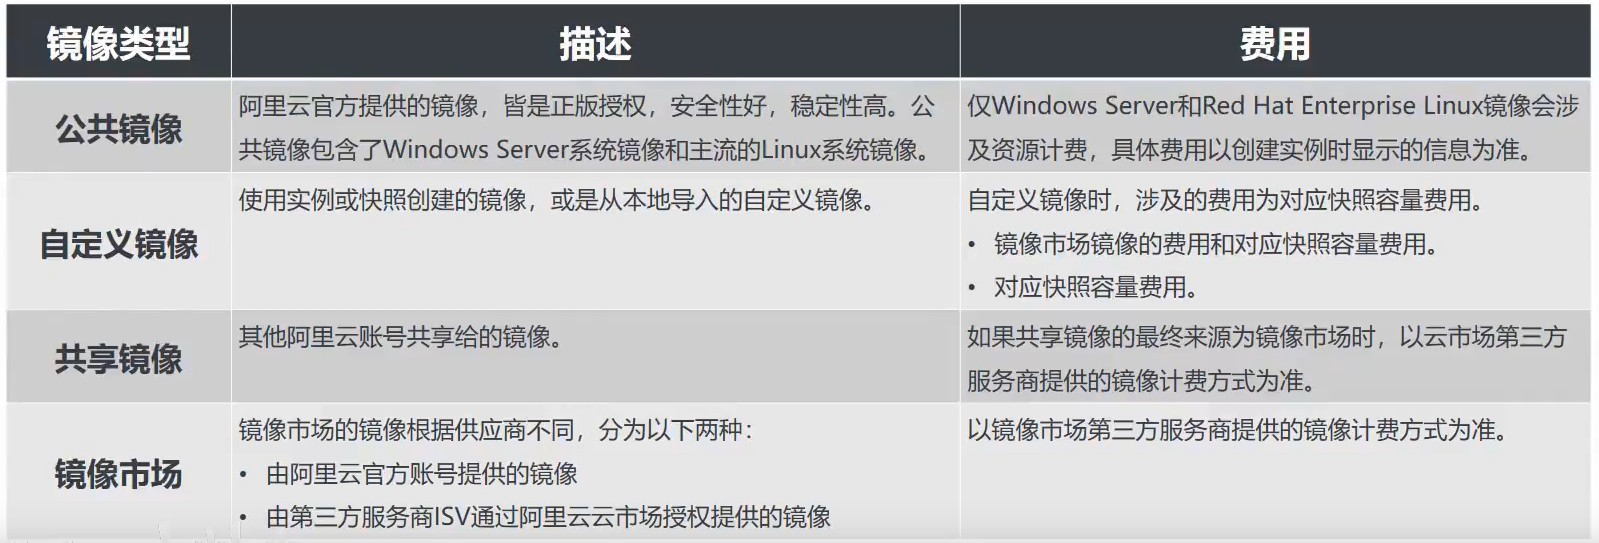 镜像类型 描述 费用
公共镜像
阿里云官方提供的镜像，皆是正版授权，安全性好，稳定性高。公
共镜像包含了Windows Server系统镜像和主流的Linux系统镜像。
仅Windows Server和Red Hat Enterprise Linux镜像会涉
及资源计费，具体费用以创建实例时显示的信息为准。
自定义镜像
使用实例或快照创建的镜像，或是从本地导入的自定义镜像。
自定义镜像时，涉及的费用为对应快照容量费用。
• 镜像市场镜像的费用和对应快照容量费用。
• 对应快照容量费用。
共享镜像
其他阿里云账号共享给的镜像。
如果共享镜像的最终来源为镜像市场时，以云市场第三方
服务商提供的镜像计费方式为准。
镜像市场
镜像市场的镜像根据供应商不同，分为以下两种：
• 由阿里云官方账号提供的镜像
• 由第三方服务商ISV通过阿里云云市场授权提供的镜像
以镜像市场第三方服务商提供的镜像计费方式为准。